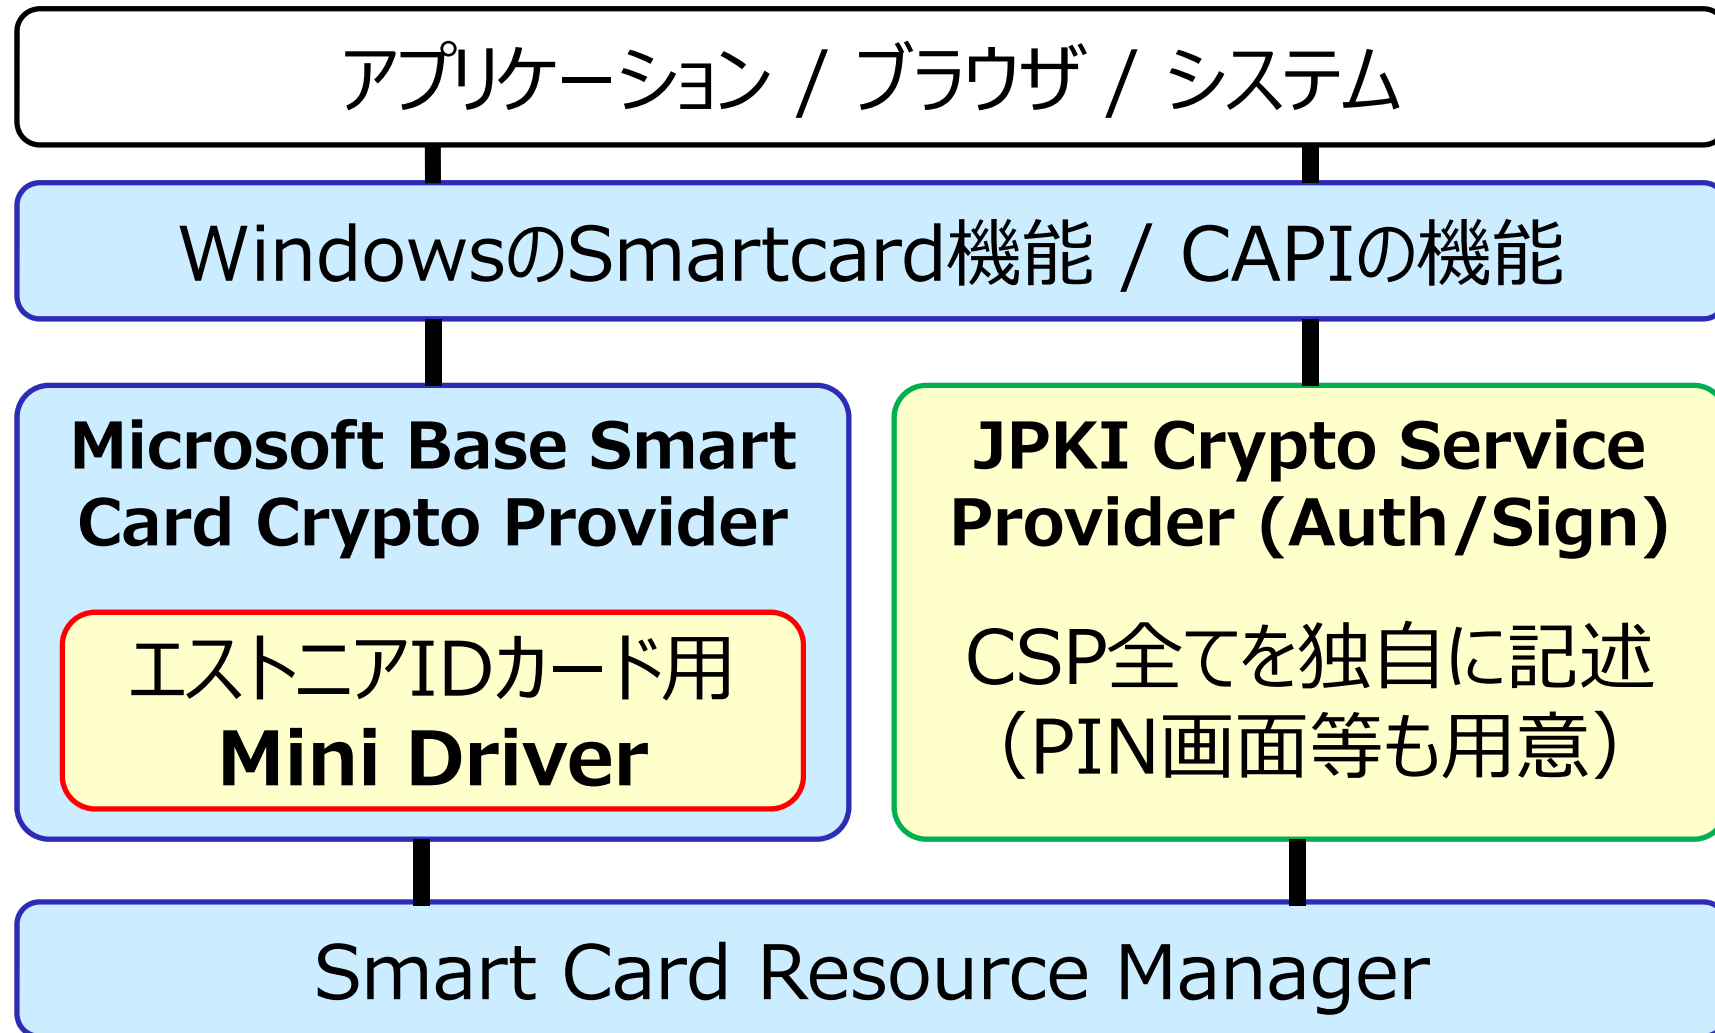 アプリケーション / ブラウザ / システム
WindowsのSmartcard機能 / CAPIの機能
Microsoft Base Smart
Card Crypto Provider
エストニアIDカード用
Mini Driver
JPKI Crypto Service
Provider (Auth/Sign)
CSP全てを独自に記述
（PIN画面等も用意）
Smart Card Resource Manager